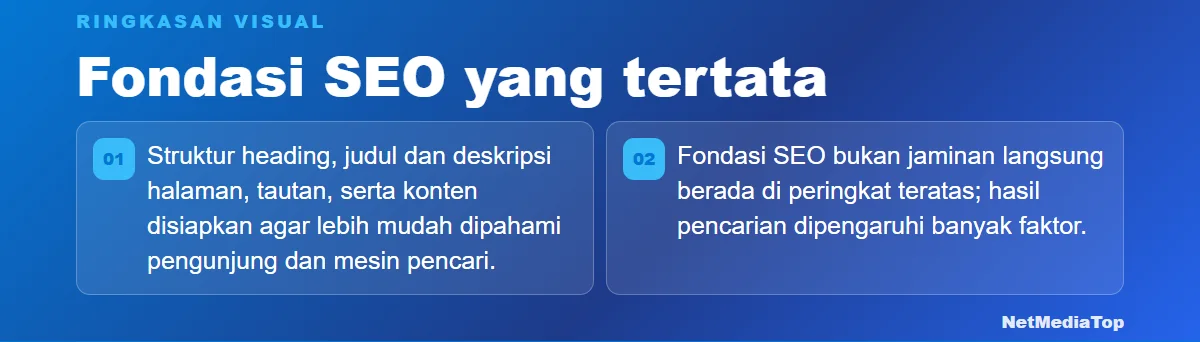 RINGKASAN VISUAL
Fondasi SEO yang tertata
01
Struktur heading, judul dan deskripsi
halaman, tautan, serta konten
disiapkan agar lebih mudah dipahami
pengunjung dan mesin pencari.
02
Fondasi SEO bukan jaminan langsung
berada di peringkat teratas; hasil
pencarian dipengaruhi banyak faktor.
NetMediaTop